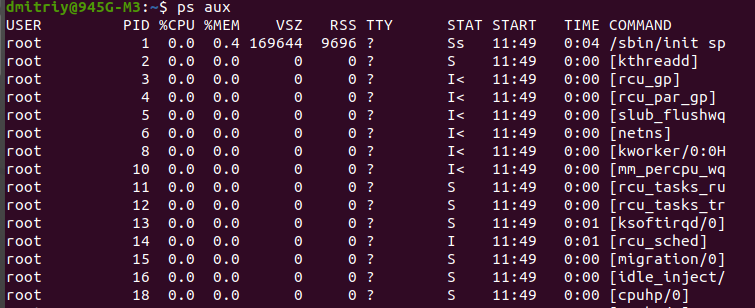 dmitriy@945G-M3:~$ ps aux
USER         PID %CPU %MEM    VSZ   RSS TTY      STAT START   TIME COMMAND
root           1  0.0  0.4 169644  9696 ?        Ss   11:49   0:04 /sbin/init sp
root           2  0.0  0.0      0     0 ?        S    11:49   0:00 [kthreadd]
root           3  0.0  0.0      0     0 ?        I<   11:49   0:00 [rcu_gp]
root           4  0.0  0.0      0     0 ?        I<   11:49   0:00 [rcu_par_gp]
root           5  0.0  0.0      0     0 ?        I<   11:49   0:00 [slub_flushwq
root           6  0.0  0.0      0     0 ?        I<   11:49   0:00 [netns]
root           8  0.0  0.0      0     0 ?        I<   11:49   0:00 [kworker/0:0H
root          10  0.0  0.0      0     0 ?        I<   11:49   0:00 [mm_percpu_wq
root          11  0.0  0.0      0     0 ?        S    11:49   0:00 [rcu_tasks_ru
root          12  0.0  0.0      0     0 ?        S    11:49   0:00 [rcu_tasks_tr
root          13  0.0  0.0      0     0 ?        S    11:49   0:01 [ksoftirqd/0]
root          14  0.0  0.0      0     0 ?        I    11:49   0:01 [rcu_sched]
root          15  0.0  0.0      0     0 ?        S    11:49   0:00 [migration/0]
root          16  0.0  0.0      0     0 ?        S    11:49   0:00 [idle_inject/
root          18  0.0  0.0      0     0 ?        S    11:49   0:00 [cpuhp/0]